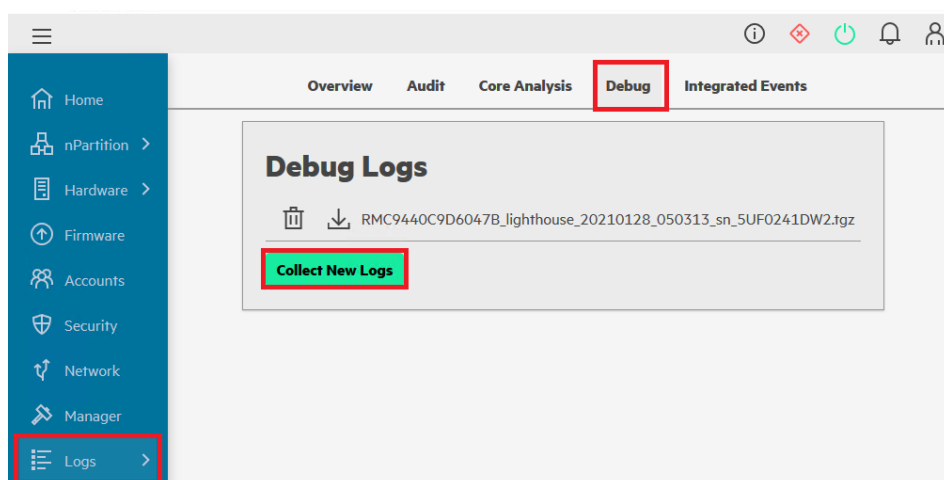 Overview Audit Core Analysis Debug Integrated Events
Home
nPartition
Hardware
Firmware
Accounts
Security
Network
Manager
Logs
Debug Logs
RMC9440C9D6047B_lighthouse_20210128_050313_sn_5UF0241DW2.tgz
Collect New Logs